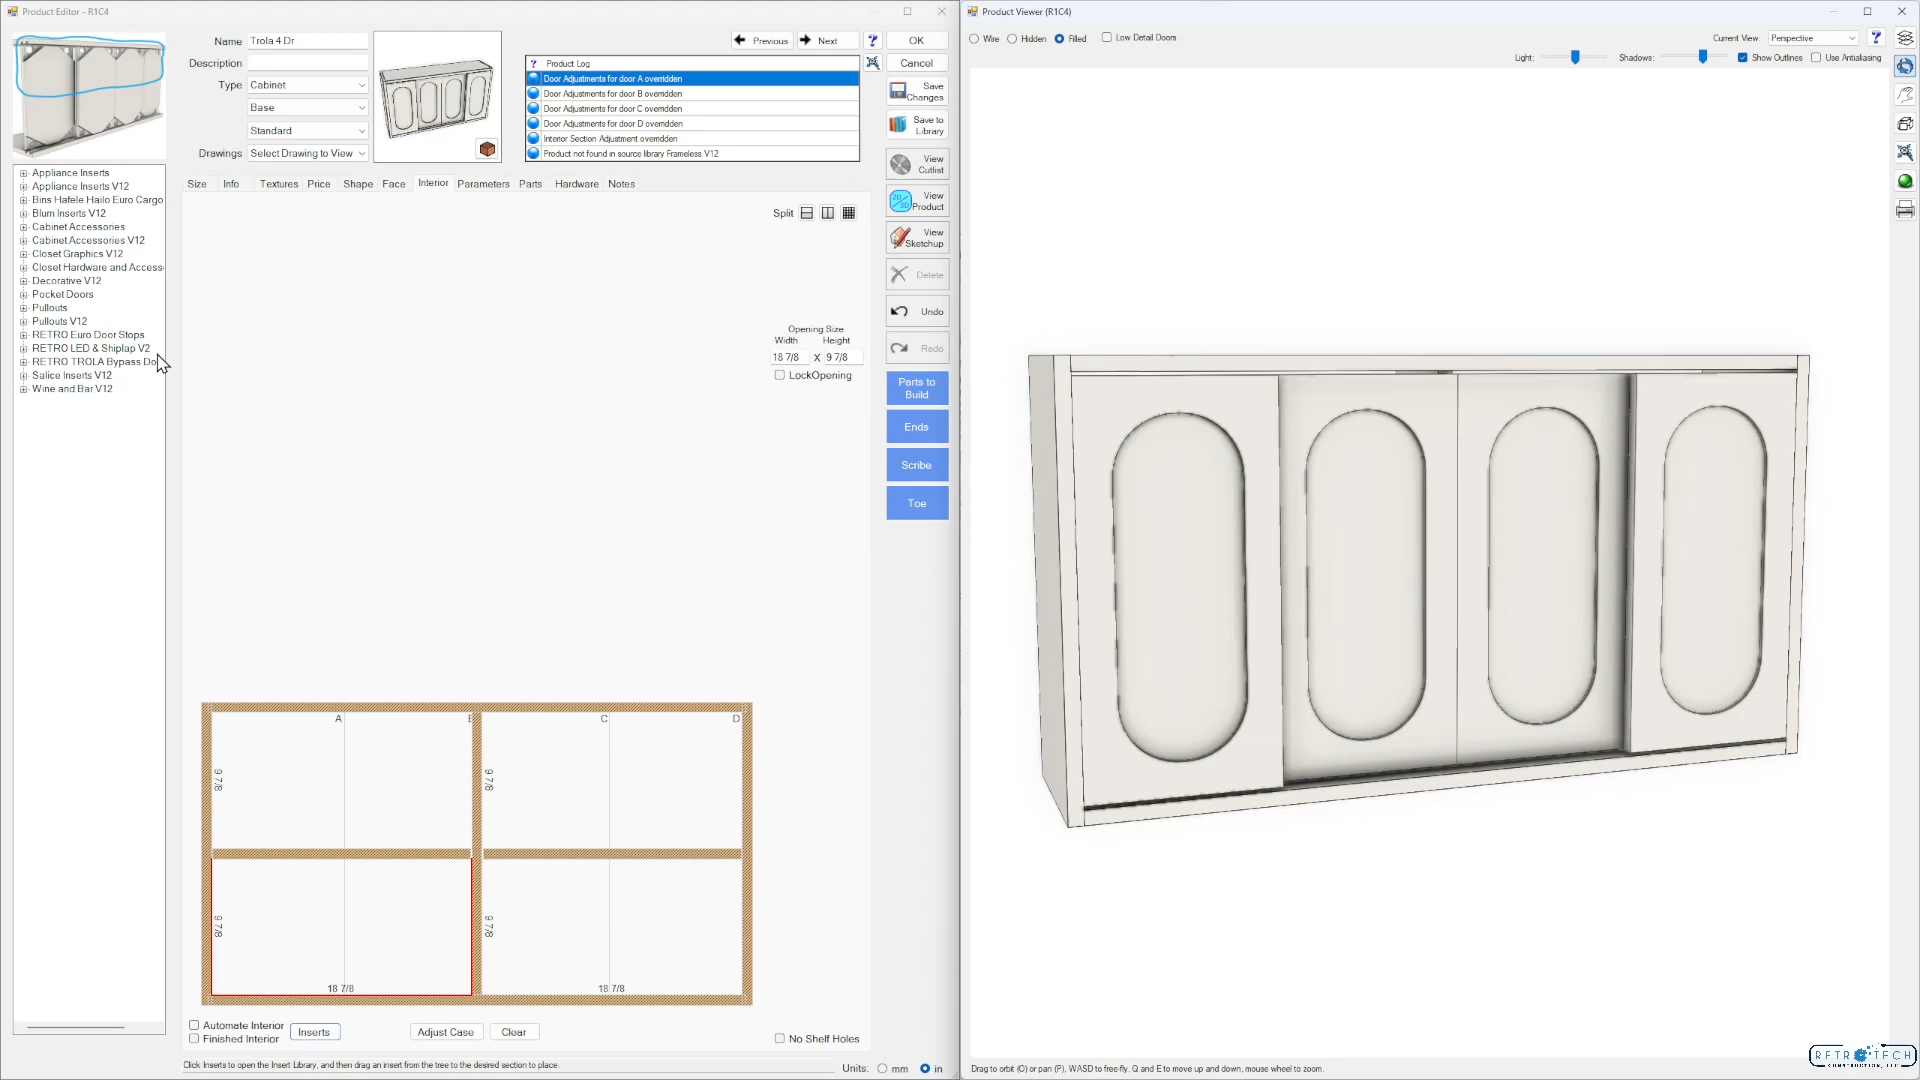 Product Editor - R1C4
Name
Trola 4 Dr
Description
Type
Cabinet
Base
Standard
Drawings
Select Drawing to View
Previous
Next
?
OK
Cancel
Save Changes
Save to Library
View Cutlist
2D/3D
View Product
View Sketchup
Delete
Undo
Redo
Parts to Build
Ends
Scribe
Toe
? Product Log
Door Adjustments for door A overridden
Door Adjustments for door B overridden
Door Adjustments for door C overridden
Door Adjustments for door D overridden
Interior Section Adjustment overridden
Product not found in source library Frameless V12
Size
Info
Textures
Price
Shape
Face
Interior
Parameters
Parts
Hardware
Notes
Appliance Inserts
Appliance Inserts V12
Bins Hafele Hailo Euro Cargo
Blum Inserts V12
Cabinet Accessories
Cabinet Accessories V12
Closet Graphics V12
Closet Hardware and Access
Decorative V12
Pocket Doors
Pullouts
Pullouts V12
RETRO Euro Door Stops
RETRO LED & Shiplap V2
RETRO TROLA Bypass Do
Salice Inserts V12
Wine and Bar V12
Split
Opening Size
Width
Height
18 7/8 X 9 7/8
LockOpening
A
C
D
9 7/8
9 7/8
9 7/8
9 7/8
18 7/8
18 7/8
Automate Interior
Finished Interior
Inserts
Adjust Case
Clear
No Shelf Holes
Click Inserts to open the Insert Library, and then drag an insert from the tree to the desired section to place.
Units:
mm
in
Product Viewer (R1C4)
Wire
Hidden
Filled
Low Detail Doors
Current View:
Perspective
?
Light:
Shadows:
Show Outlines
Use Antialiasing
Drag to orbit (O) or pan (P), WASD to free-fly. Q and E to move up and down, mouse wheel to zoom.
RETROTECH
CONSTRUCTION, LLC